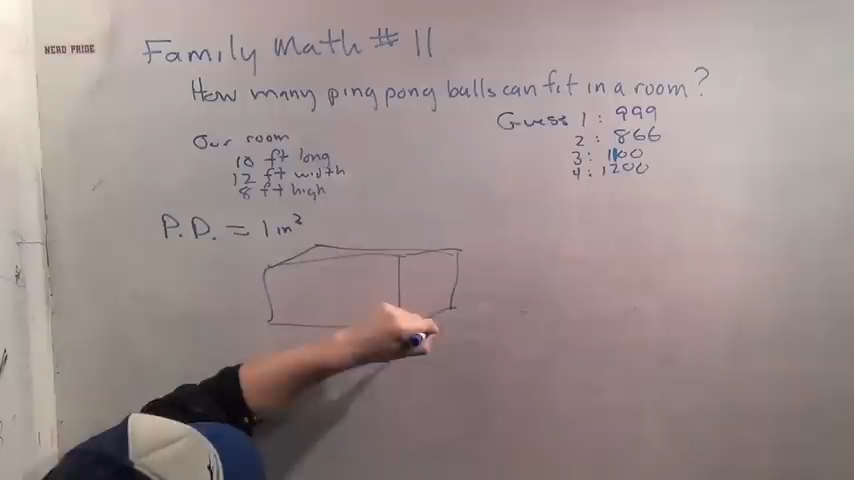 NERD PRIDE
Family Math # 11
How many ping pong balls can fit in a room?
Our room
10 ft long
12 ft width
8 ft high
Guess 1: 999
2: 866
3: 1100
4: 1200
P.D. = 1 in²